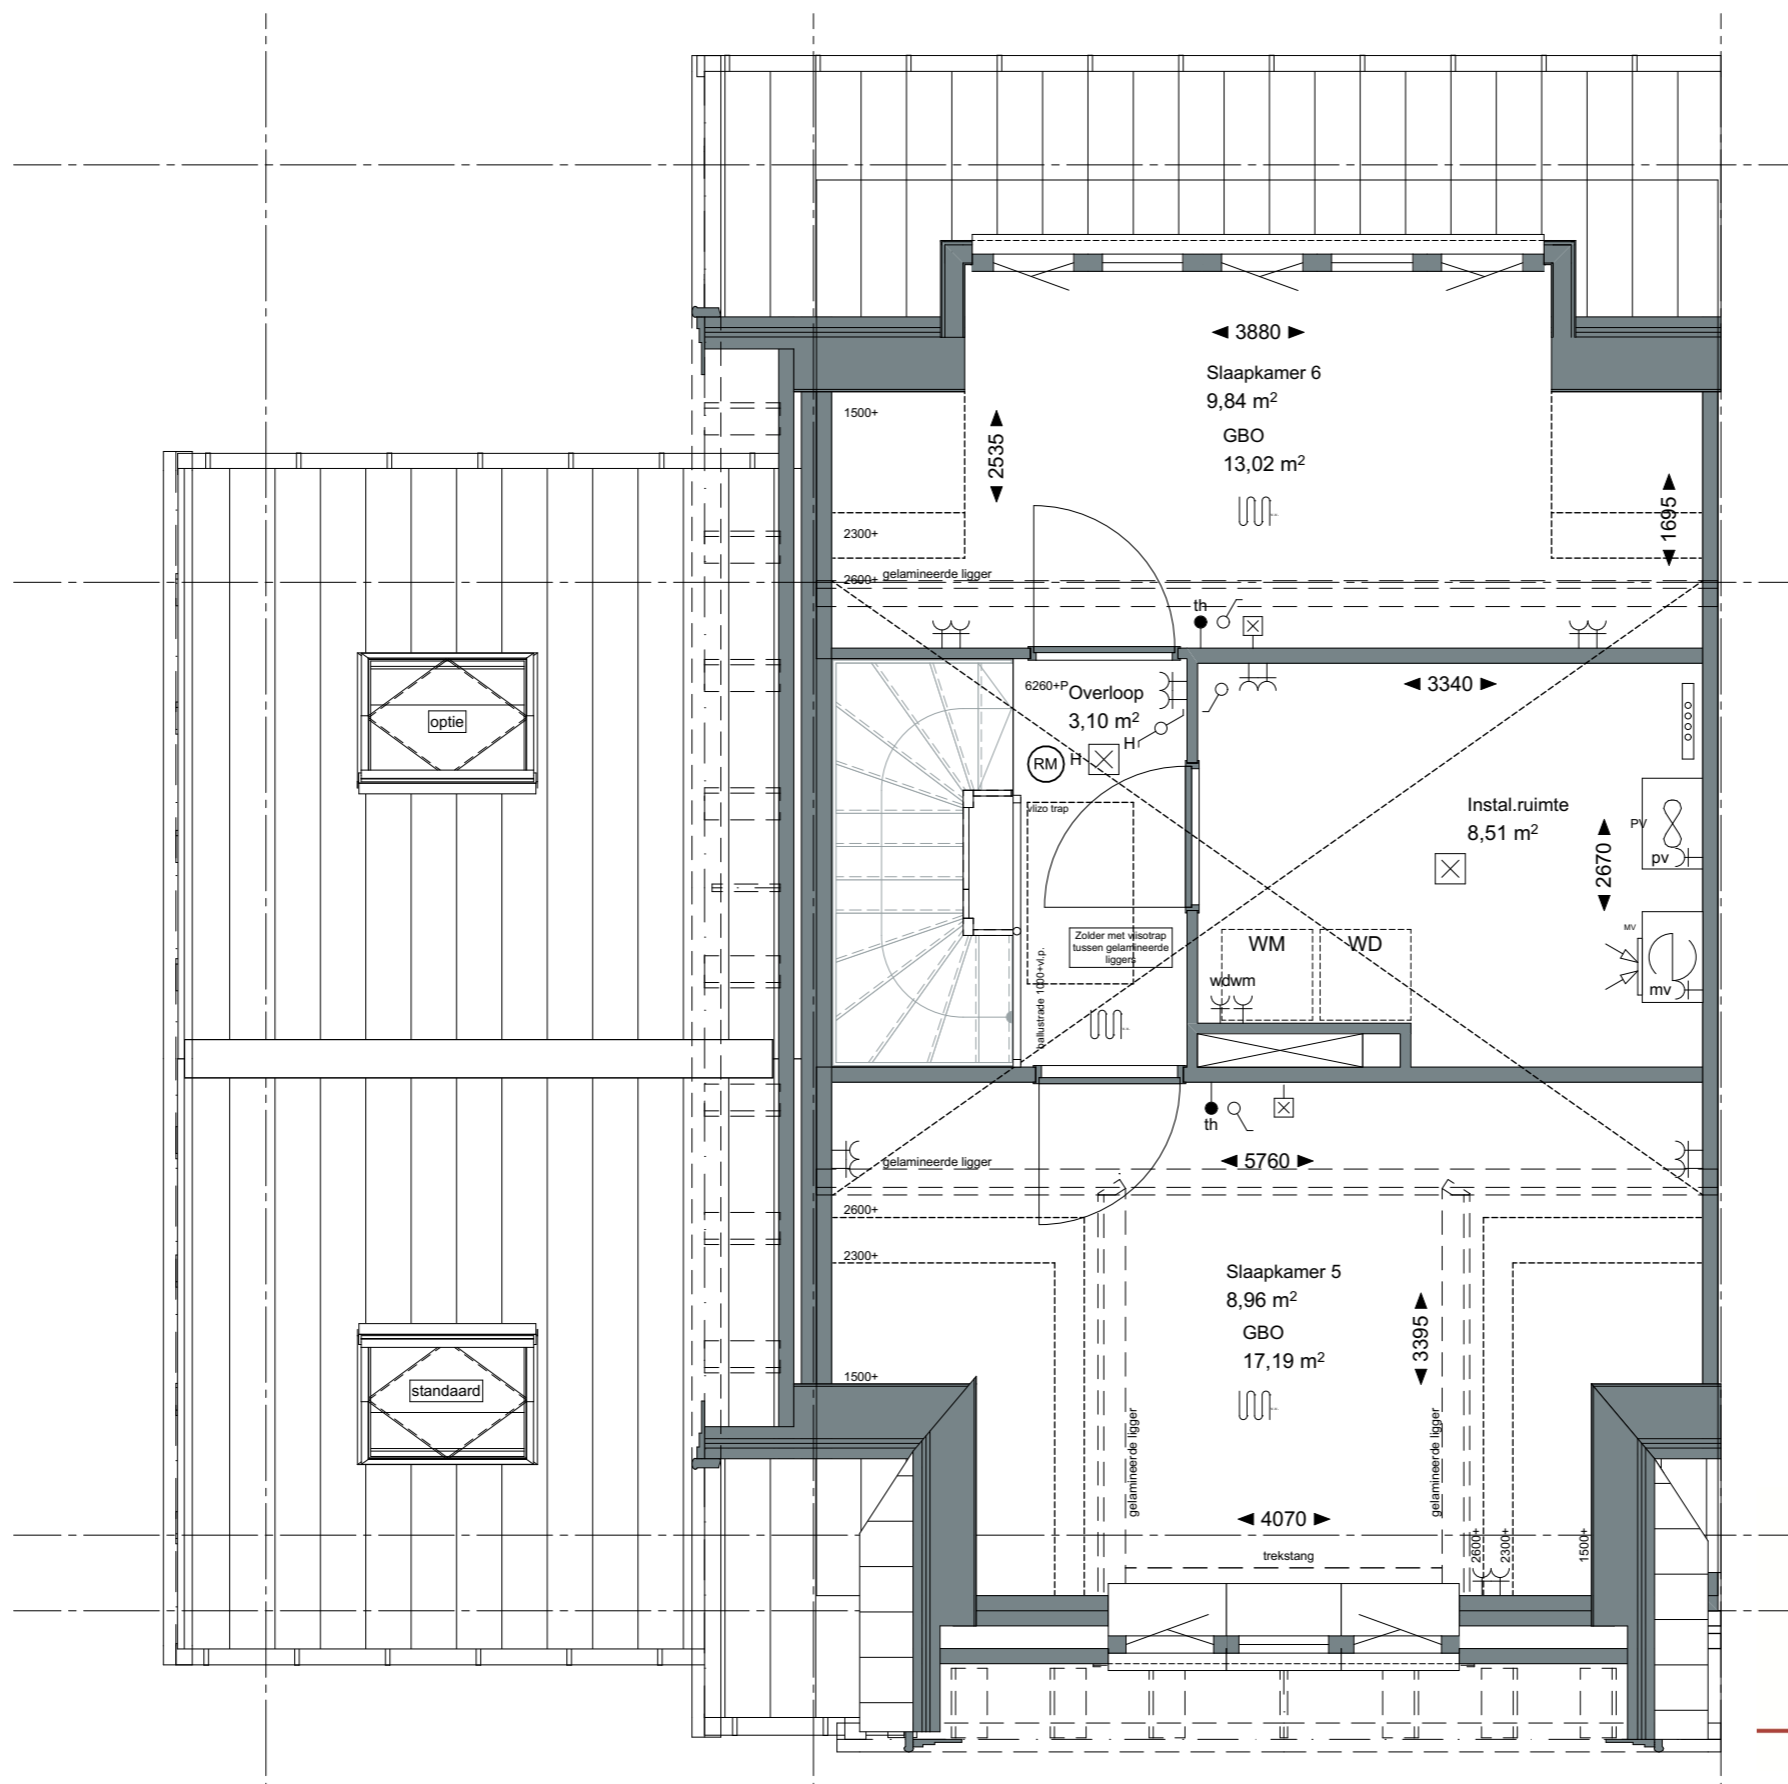 3880
Slaapkamer 6
9,84 m²
GBO
13,02 m²
2535
1695
1500+
2300+
2600+ gelamineerde ligger
th
6260+P
Overloop
3,10 m²
H
H
RM
vlizo trap
Zolder met vlisotrap
tussen gelamineerde
liggers
ballustrade 1000+vl.p.
3340
Instal.ruimte
8,51 m²
2670
PV
pv
MV
mv
WM
WD
wdwm
optie
standaard
th
5760
gelamineerde ligger
2600+
2300+
1500+
Slaapkamer 5
8,96 m²
GBO
17,19 m²
3395
gelamineerde ligger
gelamineerde ligger
4070
trekstang
2600+
2300+
1500+